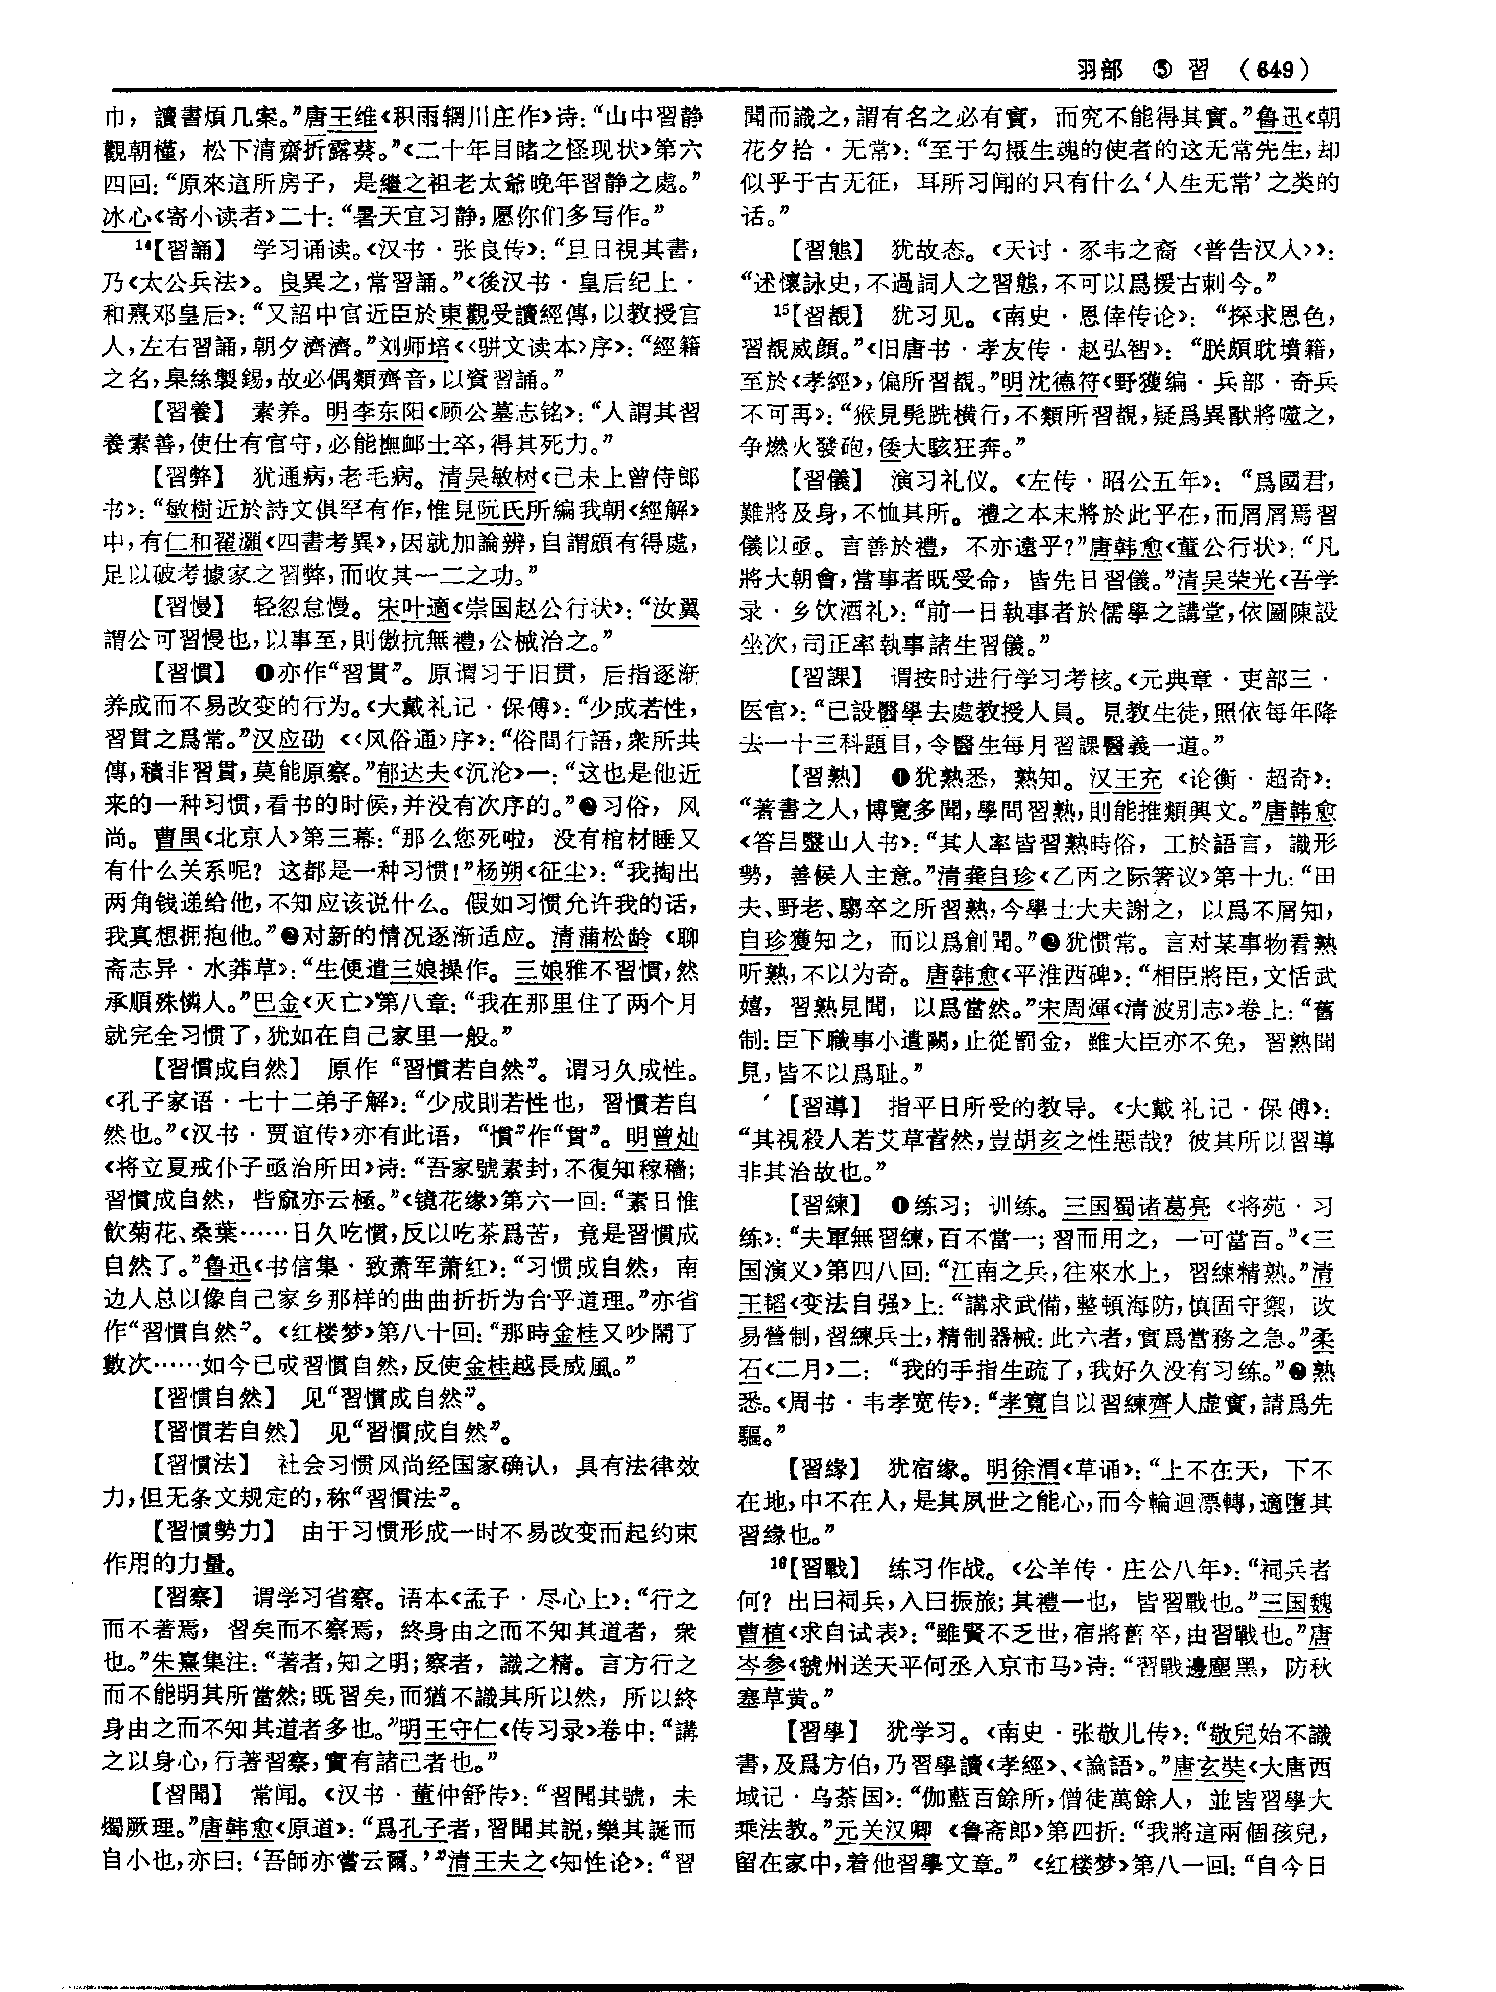 羽部 ⑤ 習 （649）
巾，讀書煩几案。”唐王维《积雨辋川庄作》诗：“山中習静
觀朝槿，松下清齋折露葵。”《二十年目睹之怪现状》第六
四回：“原來這所房子，是繼之祖老太爺晚年習静之處。”
冰心《寄小读者》二十：“暑天宜习静，愿你们多写作。”
14【習誦】 学习诵读。《汉书·张良传》：“旦日視其書，
乃《太公兵法》。良異之，常習誦。”《後汉书·皇后纪上·
和熹邓皇后》：“又詔中官近臣於東觀受讀經傳，以教授宫
人，左右習誦，朝夕濟濟。”刘师培《〈骈文读本〉序》：“經籍
之名，臬絲製錫，故必偶類齊音，以資習誦。”
【習養】 素养。明李东阳《顾公墓志铭》：“人謂其習
養素善，使仕有官守，必能撫卹士卒，得其死力。”
【習弊】 犹通病，老毛病。清吴敏树《己未上曾侍郎
书》：“敏樹近於詩文俱罕有作，惟見阮氏所編我朝《經解》
中，有仁和翟灝《四書考異》，因就加論辨，自謂頗有得處，
足以破考據家之習弊，而收其一二之功。”
【習慢】 轻忽怠慢。宋叶適《崇国赵公行状》：“汝翼
謂公可習慢也，以事至，則傲抗無禮，公械治之。”
【習慣】 ❶亦作“習貫”。原谓习于旧贯，后指逐渐
养成而不易改变的行为。《大戴礼记·保傅》：“少成若性，
習貫之爲常。”汉应劭《〈风俗通〉序》：“俗間行語，衆所共
傳，積非習貫，莫能原察。”郁达夫《沉沦》一：“这也是他近
来的一种习惯，看书的时候，并没有次序的。”❷习俗，风
尚。曹禺《北京人》第三幕：“那么您死啦，没有棺材睡又
有什么关系呢？这都是一种习惯！”杨朔《征尘》：“我掏出
两角钱递给他，不知应该说什么。假如习惯允许我的话，
我真想拥抱他。”❸对新的情况逐渐适应。清蒲松龄《聊
斋志异·水莽草》：“生便遣三娘操作。三娘雅不習慣，然
承順殊憐人。”巴金《灭亡》第八章：“我在那里住了两个月
就完全习惯了，犹如在自己家里一般。”
【習慣成自然】 原作“習慣若自然”。谓习久成性。
《孔子家语·七十二弟子解》：“少成則若性也，習慣若自
然也。”《汉书·贾谊传》亦有此语，“慣”作“貫”。明曾灿
《将立夏戒仆子亟治所田》诗：“吾家號素封，不復知稼穡；
習慣成自然，呰窳亦云極。”《镜花缘》第六一回：“素日惟
飲菊花、桑葉……日久吃慣，反以吃茶爲苦，竟是習慣成
自然了。”鲁迅《书信集·致萧军萧红》：“习惯成自然，南
边人总以像自己家乡那样的曲曲折折为合乎道理。”亦省
作“習慣自然”。《红楼梦》第八十回：“那時金桂又吵鬧了
數次……如今已成習慣自然，反使金桂越長威風。”
【習慣自然】 见“習慣成自然”。
【習慣若自然】 见“習慣成自然”。
【習慣法】 社会习惯风尚经国家确认，具有法律效
力，但无条文规定的，称“習慣法”。
【習慣勢力】 由于习惯形成一时不易改变而起约束
作用的力量。
【習察】 谓学习省察。语本《孟子·尽心上》：“行之
而不著焉，習矣而不察焉，終身由之而不知其道者，衆
也。”朱熹集注：“著者，知之明；察者，識之精。言方行之
而不能明其所當然；既習矣，而猶不識其所以然，所以終
身由之而不知其道者多也。”明王守仁《传习录》卷中：“講
之以身心，行著習察，實有諸己者也。”
【習聞】 常闻。《汉书·董仲舒传》：“習聞其號，未
燭厥理。”唐韩愈《原道》：“爲孔子者，習聞其説，樂其誕而
自小也，亦曰：‘吾師亦嘗云爾。’”清王夫之《知性论》：“習
聞而識之，謂有名之必有實，而究不能得其實。”鲁迅《朝
花夕拾·无常》：“至于勾摄生魂的使者的这无常先生，却
似乎于古无征，耳所习闻的只有什么‘人生无常’之类的
话。”
【習態】 犹故态。《天讨·豕韦之裔〈普告汉人〉》：
“述懷詠史，不過詞人之習態，不可以爲援古刺今。”
15【習覩】 犹习见。《南史·恩倖传论》：“探求恩色，
習覩威顔。”《旧唐书·孝友传·赵弘智》：“朕頗耽墳籍，
至於《孝經》，偏所習覩。”明沈德符《野獲编·兵部·奇兵
不可再》：“猴見髡跣横行，不類所習覩，疑爲異獸將噬之，
争燃火發砲，倭大駭狂奔。”
【習儀】 演习礼仪。《左传·昭公五年》：“爲國君，
難將及身，不恤其所。禮之本末將於此乎在，而屑屑焉習
儀以亟。言善於禮，不亦遠乎？”唐韩愈《董公行状》：“凡
將大朝會，當事者既受命，皆先日習儀。”清吴荣光《吾学
录·乡饮酒礼》：“前一日執事者於儒學之講堂，依圖陳設
坐次，司正率執事諸生習儀。”
【習課】 谓按时进行学习考核。《元典章·吏部三·
医官》：“已設醫學去處教授人員。見教生徒，照依每年降
去一十三科題目，令醫生每月習課醫義一道。”
【習熟】 ❶犹熟悉，熟知。汉王充《论衡·超奇》：
“著書之人，博覽多聞，學問習熟，則能推類興文。”唐韩愈
《答吕毉山人书》：“其人率皆習熟時俗，工於語言，識形
勢，善候人主意。”清龚自珍《乙丙之际箸议》第十九：“田
夫、野老、騶卒之所習熟，今學士大夫謝之，以爲不屑知，
自珍獲知之，而以爲創聞。”❷犹惯常。言对某事物看熟
听熟，不以为奇。唐韩愈《平淮西碑》：“相臣將臣，文恬武
嬉，習熟見聞，以爲當然。”宋周煇《清波别志》卷上：“舊
制：臣下職事小遺闕，止從罰金，雖大臣亦不免，習熟聞
見，皆不以爲耻。”
【習導】 指平日所受的教导。《大戴礼记·保傅》：
“其視殺人若艾草菅然，豈胡亥之性惡哉？彼其所以習導
非其治故也。”
【習練】 ❶练习；训练。三国蜀诸葛亮《将苑·习
练》：“夫軍無習練，百不當一；習而用之，一可當百。”《三
国演义》第四八回：“江南之兵，往來水上，習練精熟。”清
王韬《变法自强》上：“講求武備，整頓海防，慎固守禦，改
易營制，習練兵士，精制器械：此六者，實爲當務之急。”柔
石《二月》二：“我的手指生疏了，我好久没有习练。”❷熟
悉。《周书·韦孝宽传》：“孝寬自以習練齊人虚實，請爲先
驅。”
【習緣】 犹宿缘。明徐渭《草诵》：“上不在天，下不
在地，中不在人，是其夙世之能心，而今輪迴漂轉，適墮其
習緣也。”
16【習戰】 练习作战。《公羊传·庄公八年》：“祠兵者
何？出曰祠兵，入曰振旅；其禮一也，皆習戰也。”三国魏
曹植《求自试表》：“雖賢不乏世，宿將舊卒，由習戰也。”唐
岑参《虢州送天平何丞入京市马》诗：“習戰邊塵黑，防秋
塞草黄。”
【習學】 犹学习。《南史·张敬儿传》：“敬兒始不識
書，及爲方伯，乃習學讀《孝經》、《論語》。”唐玄奘《大唐西
域记·乌荼国》：“伽藍百餘所，僧徒萬餘人，並皆習學大
乘法教。”元关汉卿《鲁斋郎》第四折：“我將這兩個孩兒，
留在家中，着他習學文章。”《红楼梦》第八一回：“自今日